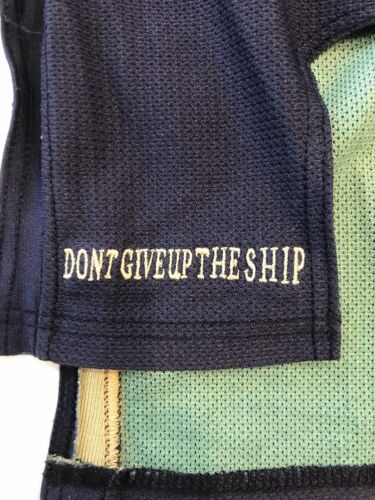 DONT GIVE UP THE SHIP